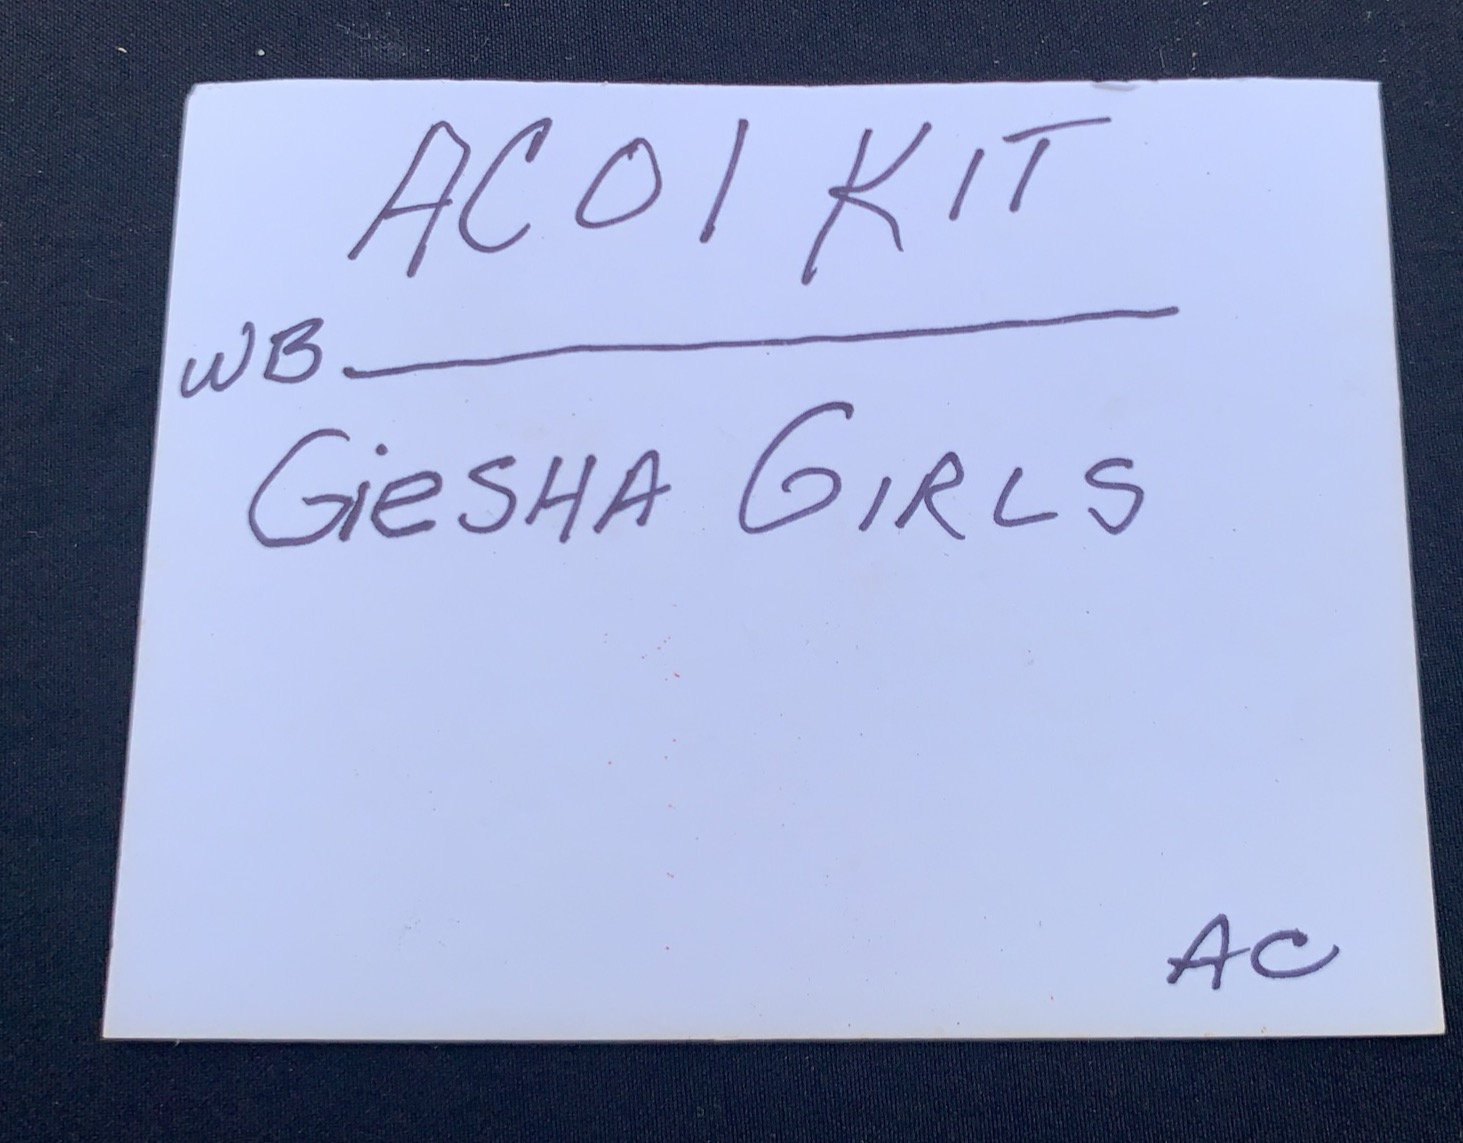 AC01 KIT
WB
GieSHA GIRLS
AC